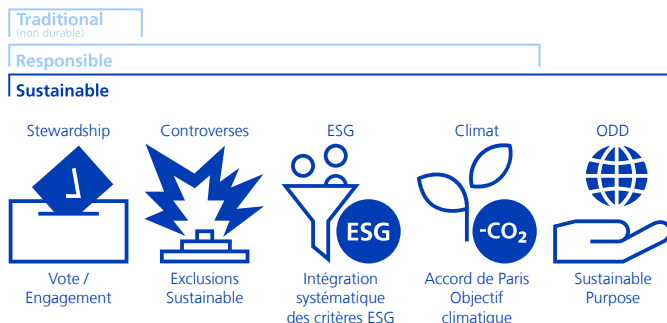 Traditional
(non durable)
Responsible
Sustainable
Stewardship
Controverses
ESG
Climat
ODD
ESG
-CO₂
Vote /
Engagement
Exclusions
Sustainable
Intégration
systématique
des critères ESG
Accord de Paris
Objectif
climatique
Sustainable
Purpose